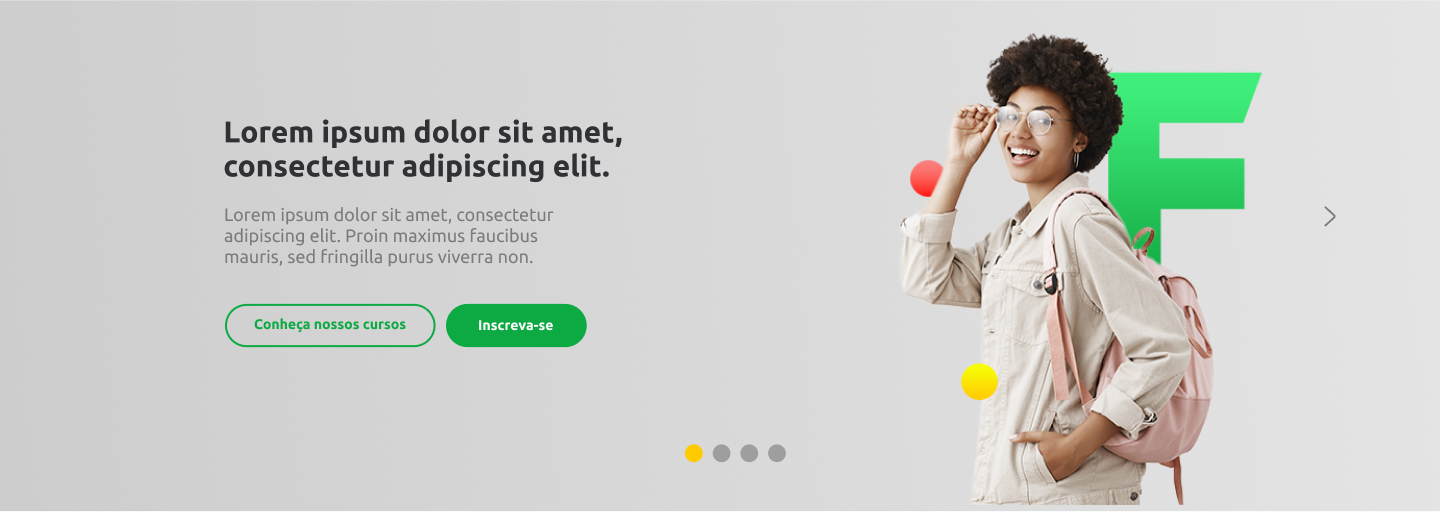 Lorem ipsum dolor sit amet,
consectetur adipiscing elit.
Lorem ipsum dolor sit amet, consectetur
adipiscing elit. Proin maximus faucibus
mauris, sed fringilla purus viverra non.
Conheça nossos cursos
Inscreva-se
F